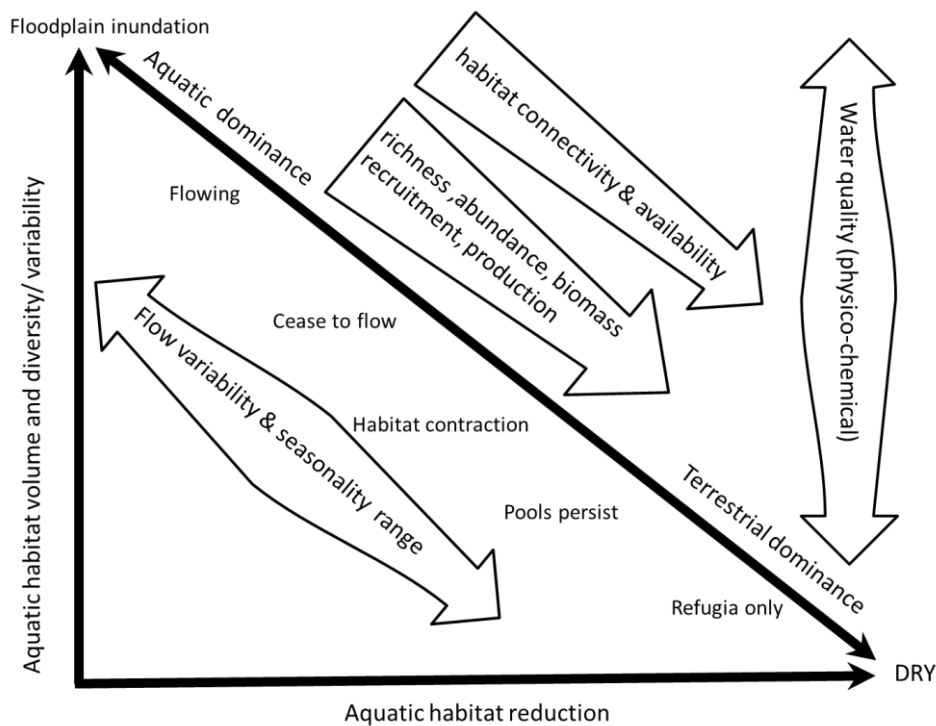 Floodplain inundation
Aquatic dominance
habitat connectivity & availability
richness ,abundance, biomass
recruitment, production
Water quality (physico-chemical)
Flowing
Cease to flow
Flow variability & seasonality range
Habitat contraction
Pools persist
Terrestrial dominance
Refugia only
DRY
Aquatic habitat volume and diversity/ variability
Aquatic habitat reduction